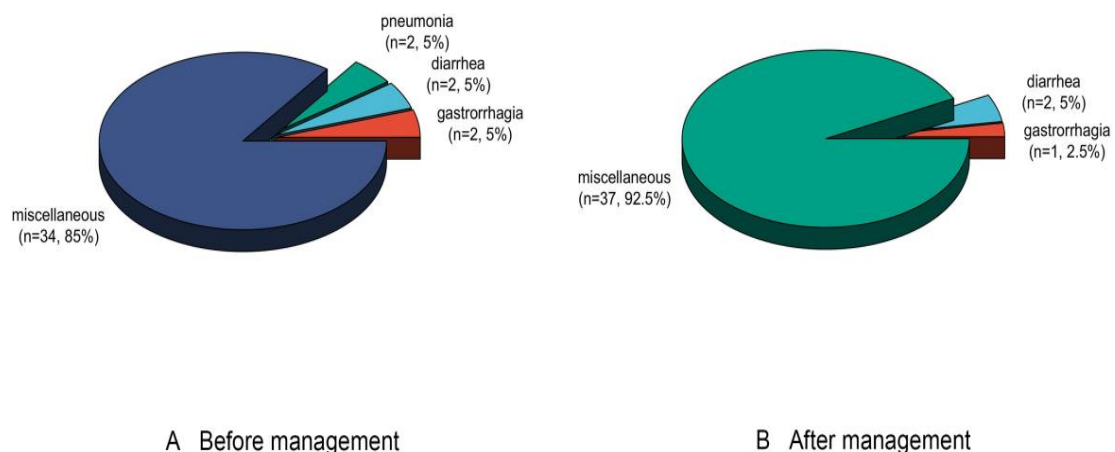 pneumonia
(n=2, 5%)
diarrhea
(n=2, 5%)
gastrorrhagia
(n=2, 5%)
miscellaneous
(n=34, 85%)
A Before management
diarrhea
(n=2, 5%)
gastrorrhagia
(n=1, 2.5%)
miscellaneous
(n=37, 92.5%)
B After management